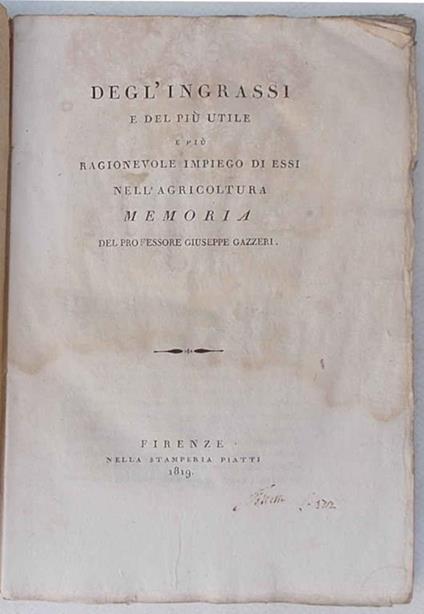 DEGL'INGRASSI
E DEL PIÙ UTILE
E PIÙ
RAGIONEVOLE IMPIEGO DI ESSI
NELL'AGRICOLTURA
MEMORIA
DEL PROFESSORE GIUSEPPE GAZZERI.
FIRENZE
NELLA STAMPERIA PIATTI
1819.